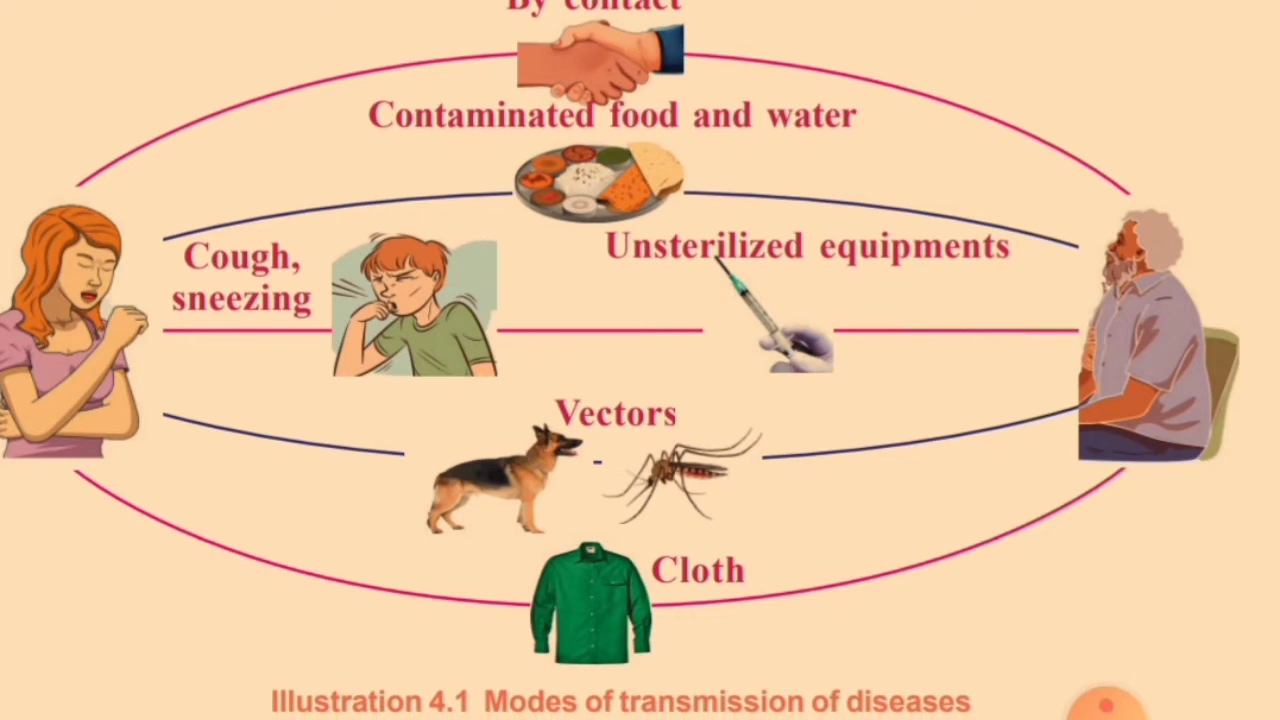 By contact
Contaminated food and water
Unsterilized equipments
Cough,
sneezing
Vectors
Cloth
Illustration 4.1 Modes of transmission of diseases